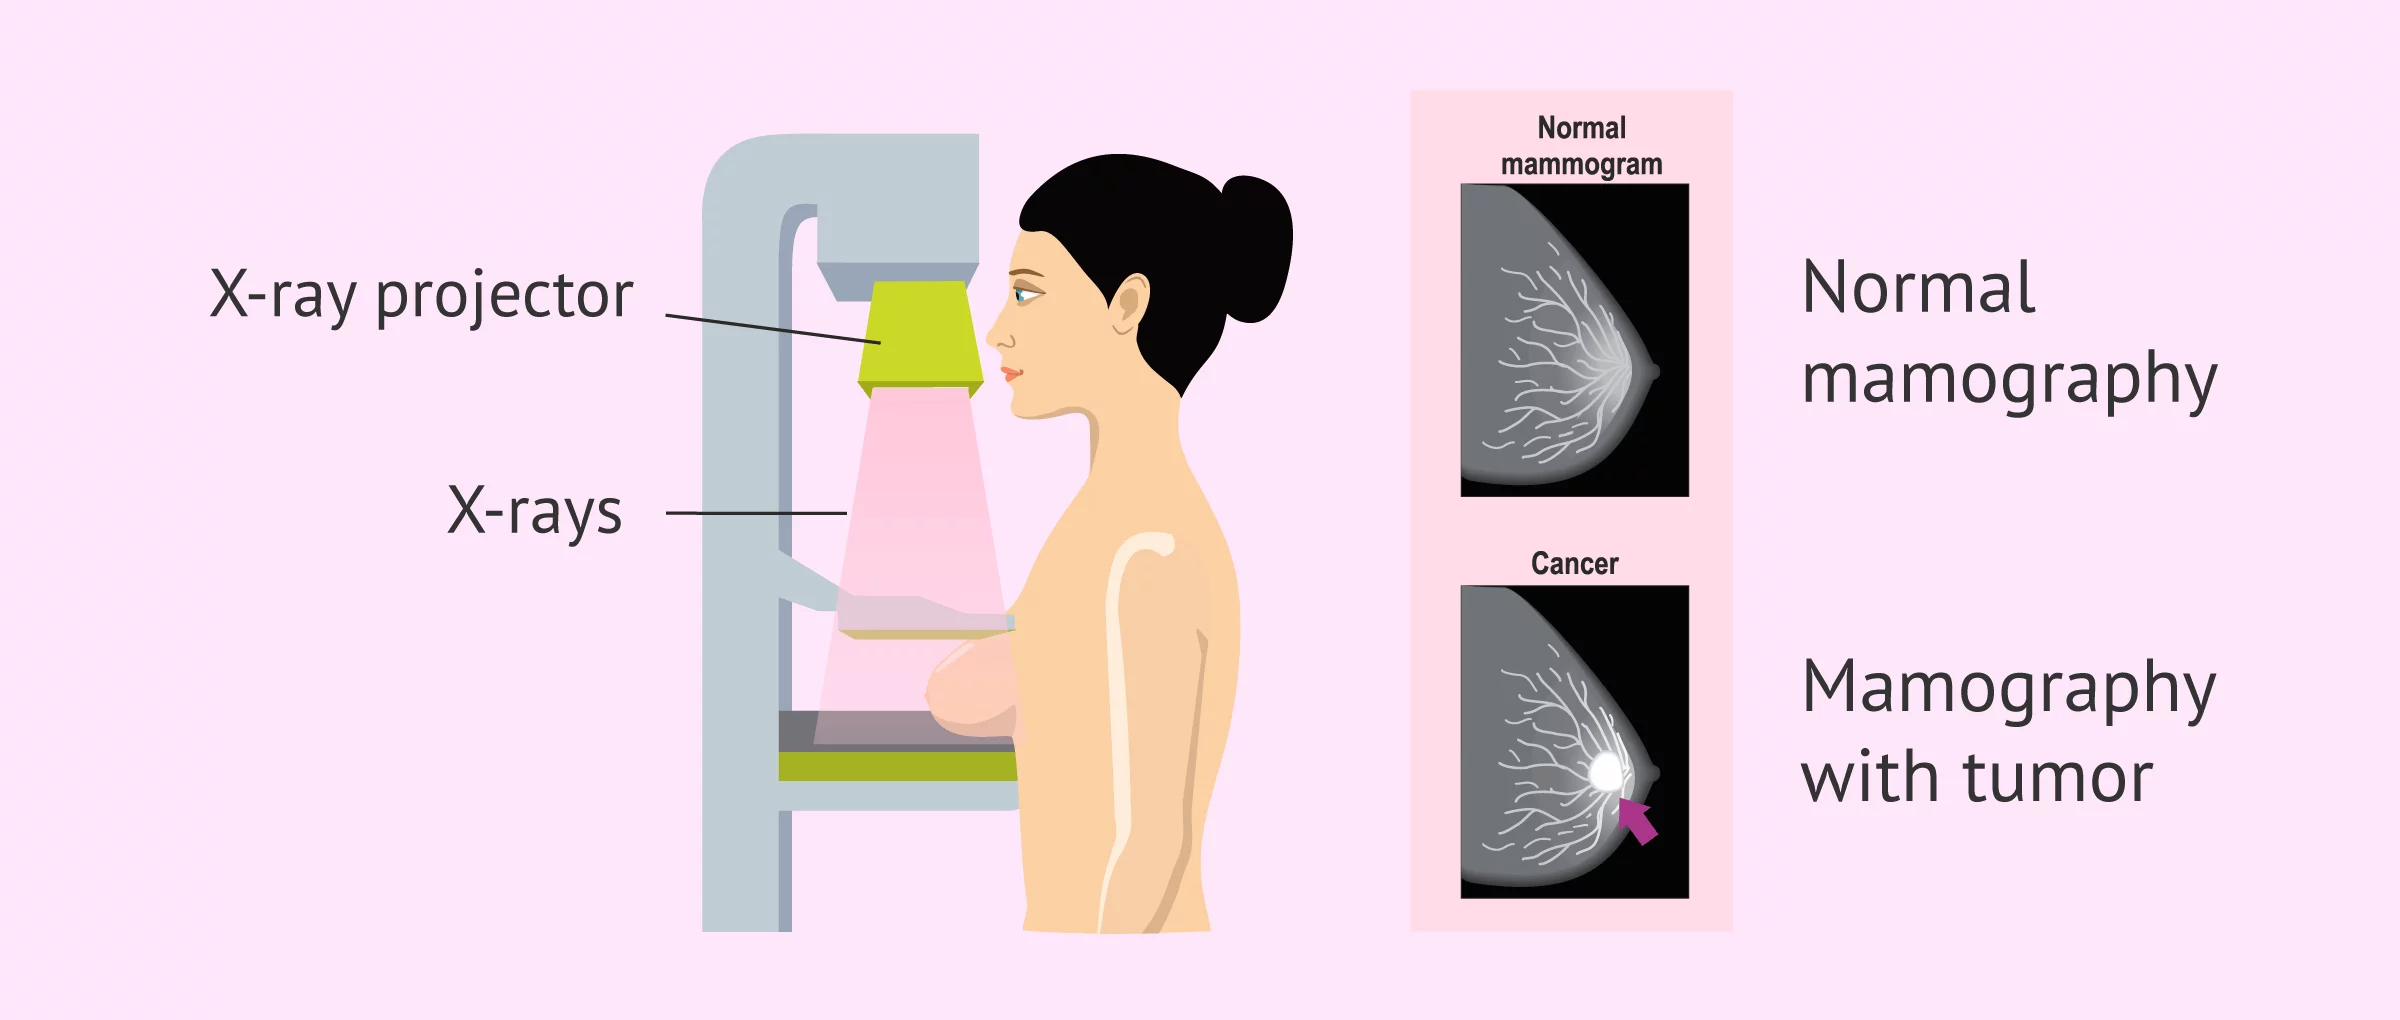 X-ray projector
X-rays
Normal
mammogram
Cancer
Normal
mamography
Mamography
with tumor